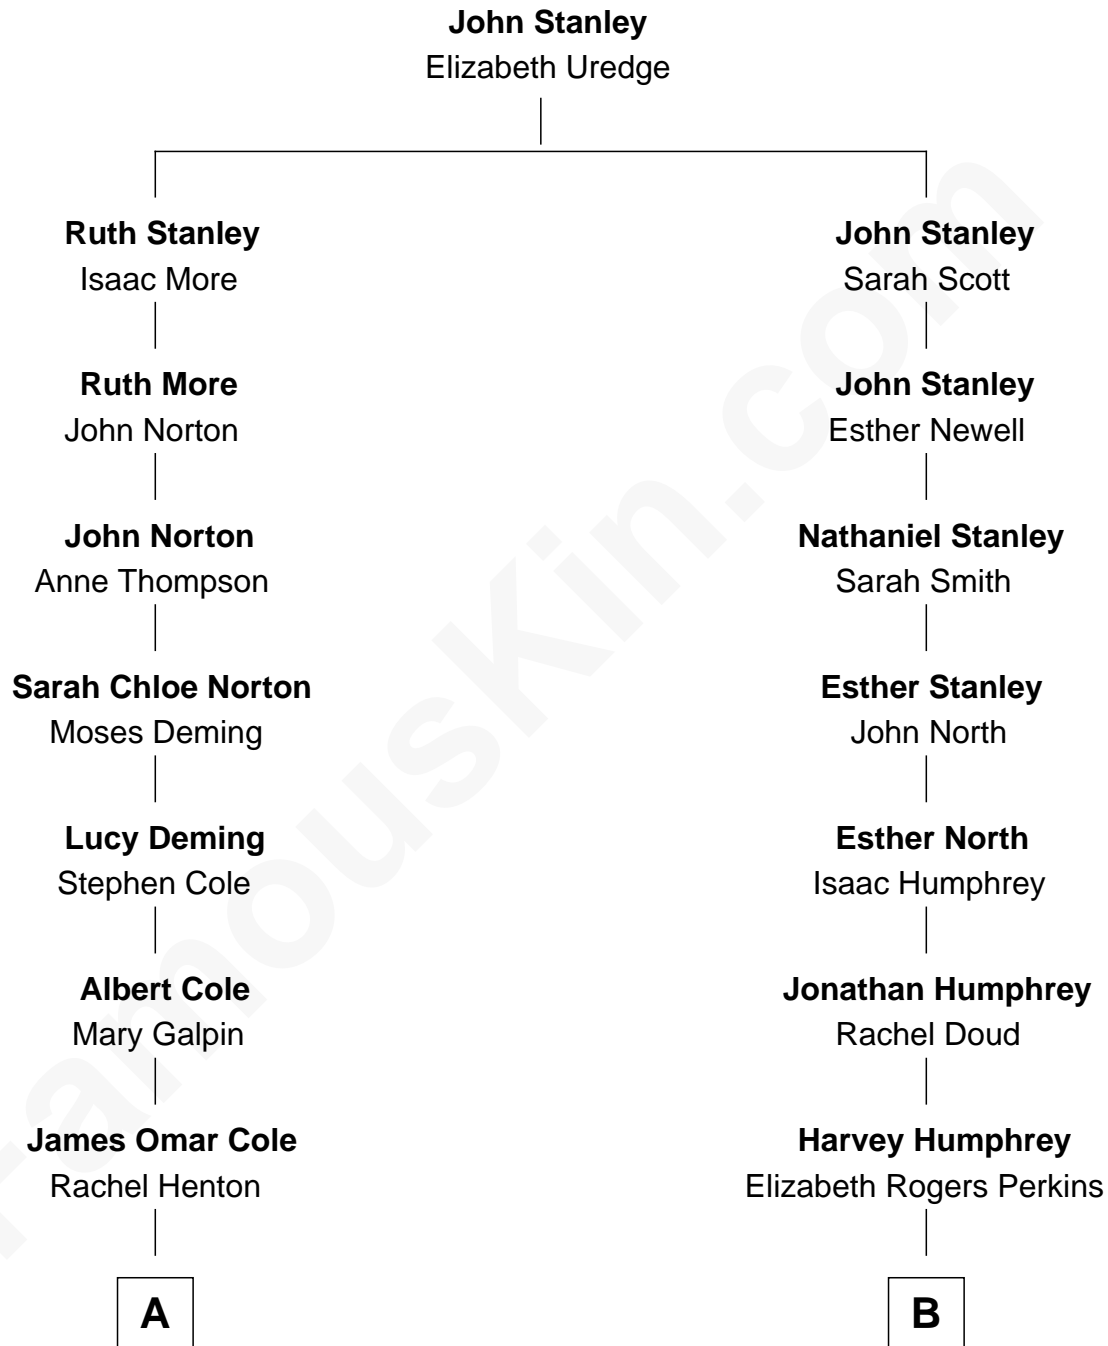 John Stanley
Elizabeth Uredge
Ruth Stanley
Isaac More
John Stanley
Sarah Scott
Ruth More
John Norton
John Stanley
Esther Newell
John Norton
Anne Thompson
Nathaniel Stanley
Sarah Smith
Sarah Chloe Norton
Moses Deming
Esther Stanley
John North
Lucy Deming
Stephen Cole
Esther North
Isaac Humphrey
Albert Cole
Mary Galpin
Jonathan Humphrey
Rachel Doud
James Omar Cole
Rachel Henton
Harvey Humphrey
Elizabeth Rogers Perkins
A
B
FamousKin.com